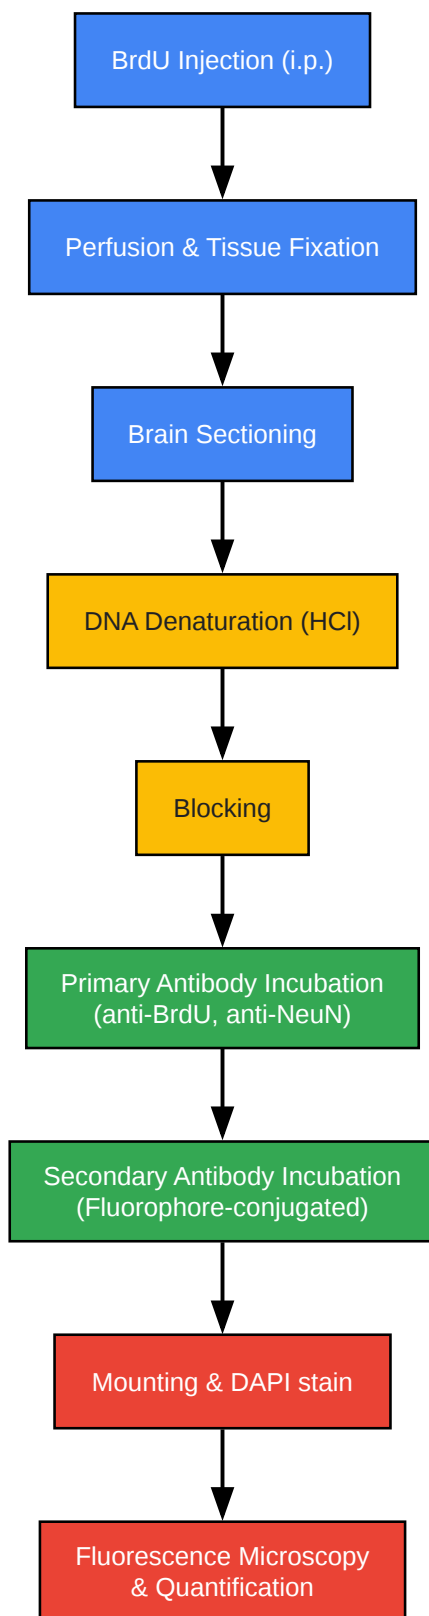 BrdU Injection (i.p.)
Perfusion & Tissue Fixation
Brain Sectioning
DNA Denaturation (HCl)
Blocking
Primary Antibody Incubation
(anti-BrdU, anti-NeuN)
Secondary Antibody Incubation
(Fluorophore-conjugated)
Mounting & DAPI stain
Fluorescence Microscopy
& Quantification